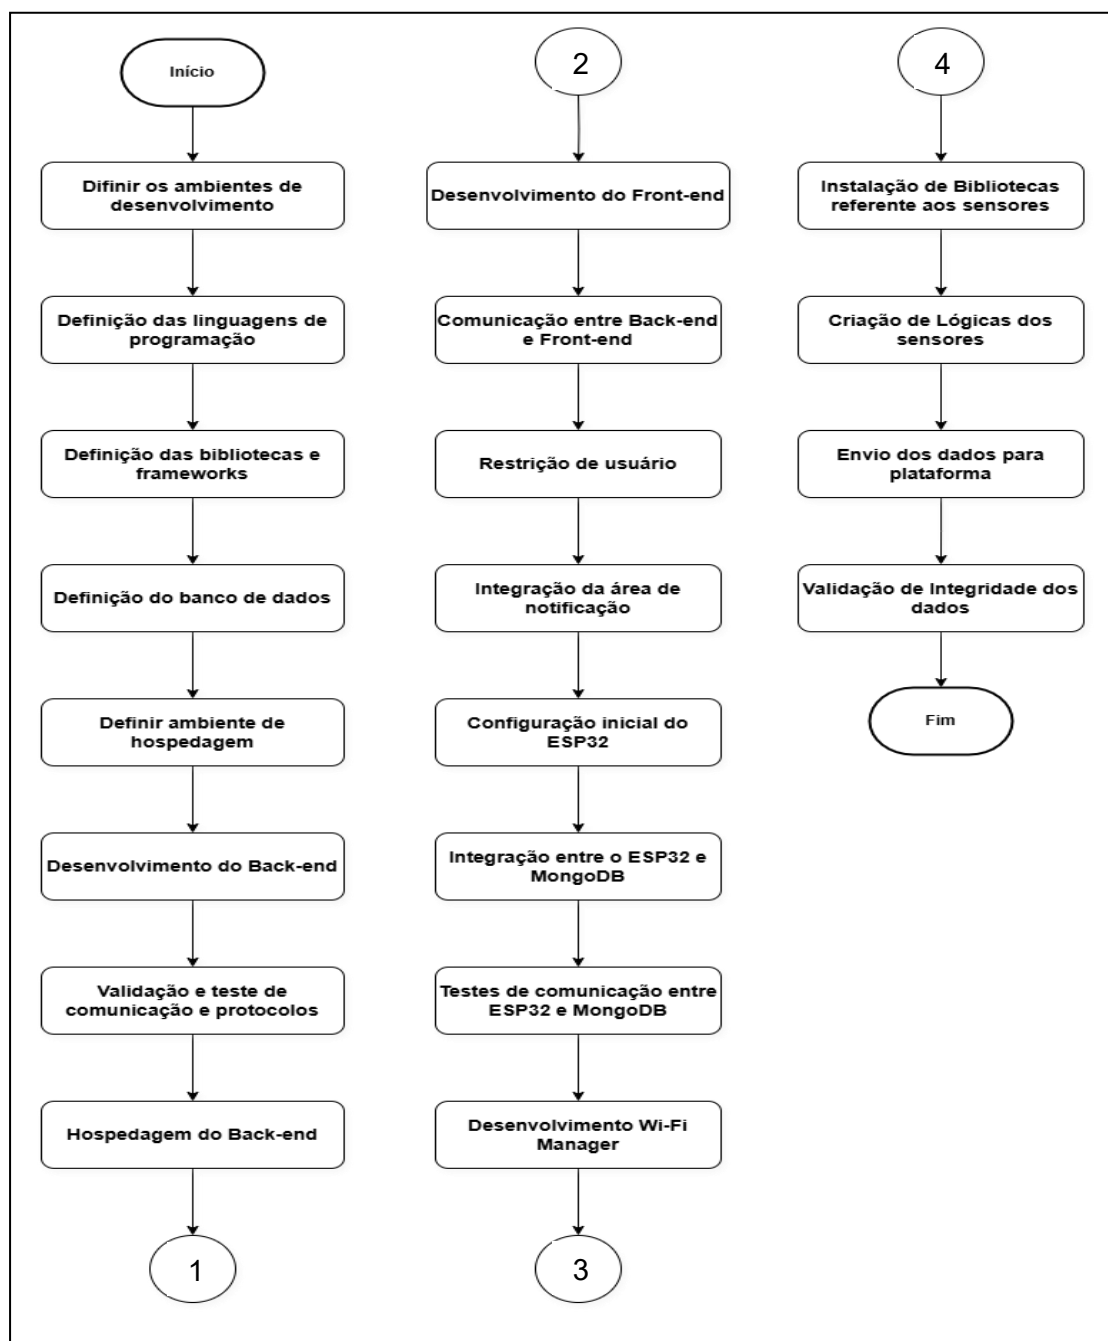 Início
Difinir os ambientes de
desenvolvimento
Definição das linguagens de
programação
Definição das bibliotecas e
frameworks
Definição do banco de dados
Definir ambiente de
hospedagem
Desenvolvimento do Back-end
Validação e teste de
comunicação e protocolos
Hospedagem do Back-end
1
2
Desenvolvimento do Front-end
Comunicação entre Back-end
e Front-end
Restrição de usuário
Integração da área de
notificação
Configuração inicial do
ESP32
Integração entre o ESP32 e
MongoDB
Testes de comunicação entre
ESP32 e MongoDB
Desenvolvimento Wi-Fi
Manager
3
4
Instalação de Bibliotecas
referente aos sensores
Criação de Lógicas dos
sensores
Envio dos dados para
plataforma
Validação de Integridade dos
dados
Fim